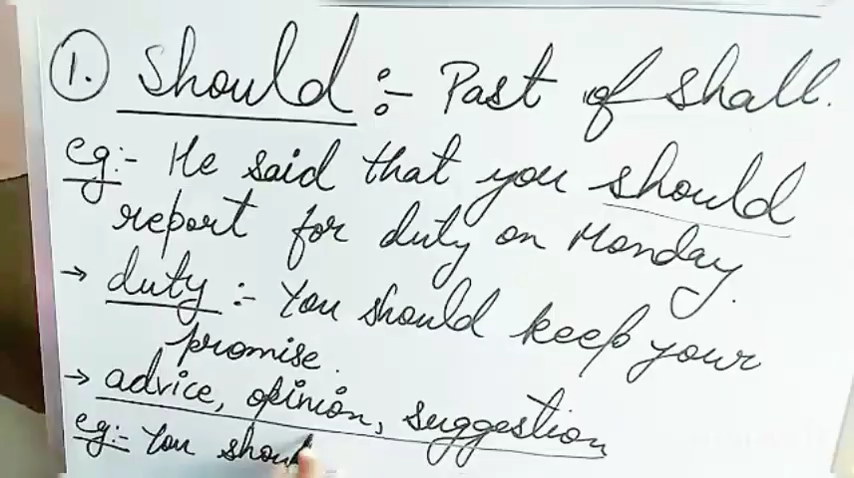 1. Should :- Past of shall.
eg:- He said that you should
report for duty on Monday.
→ duty :- You should keep your
promise.
→ advice, opinion, suggestion
eg:- You shou